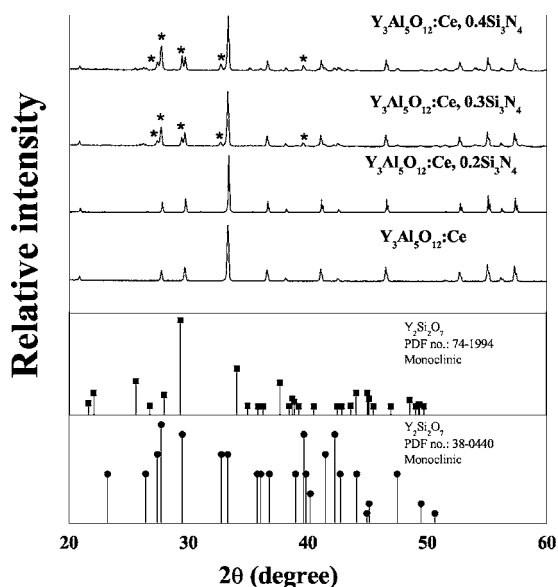 Y₃Al₅O₁₂:Ce, 0.4Si₃N₄
* * * * *
Y₃Al₅O₁₂:Ce, 0.3Si₃N₄
* * * * *
Y₃Al₅O₁₂:Ce, 0.2Si₃N₄
Y₃Al₅O₁₂:Ce
Relative intensity
Y₂Si₂O₇
PDF no.: 74-1994
Monoclinic
Y₂Si₂O₇
PDF no.: 38-0440
Monoclinic
20 30 40 50 60
2θ (degree)